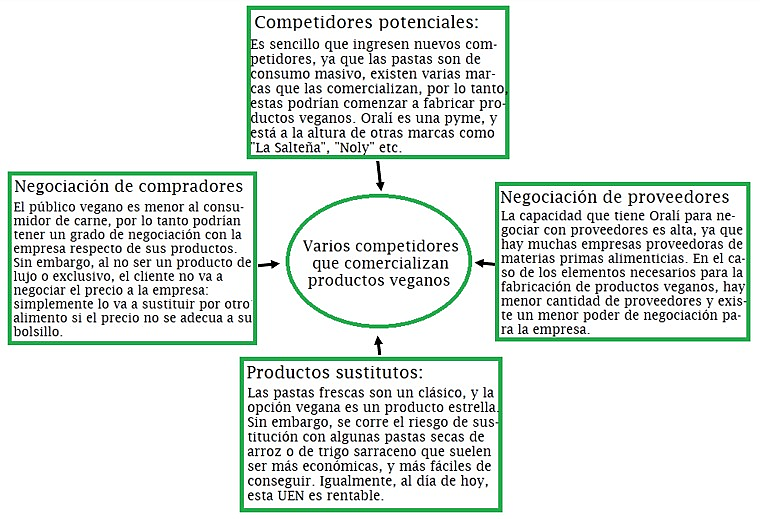 Competidores potenciales:
Es sencillo que ingresen nuevos com-
petidores, ya que las pastas son de
consumo masivo, existen varias mar-
cas que las comercializan, por lo tanto,
estas podrían comenzar a fabricar pro-
ductos veganos. Oralí es una pyme, y
está a la altura de otras marcas como
"La Salteña", "Noly" etc.
Negociación de compradores
El público vegano es menor al consu-
midor de carne, por lo tanto podrían
tener un grado de negociación con la
empresa respecto de sus productos.
Sin embargo, al no ser un producto de
lujo o exclusivo, el cliente no va a
negociar el precio a la empresa:
simplemente lo va a sustituir por otro
alimento si el precio no se adecua a su
bolsillo.
Varios competidores
que comercializan
productos veganos
Negociación de proveedores
La capacidad que tiene Oralí para ne-
gociar con proveedores es alta, ya que
hay muchas empresas proveedoras de
materias primas alimenticias. En el ca-
so de los elementos necesarios para la
fabricación de productos veganos, hay
menor cantidad de proveedores y exis-
te un menor poder de negociación pa-
ra la empresa.
Productos sustitutos:
Las pastas frescas son un clásico, y la
opción vegana es un producto estrella.
Sin embargo, se corre el riesgo de sus-
titución con algunas pastas secas de
arroz o de trigo sarraceno que suelen
ser más económicas, y más fáciles de
conseguir. Igualmente, al día de hoy,
esta UEN es rentable.